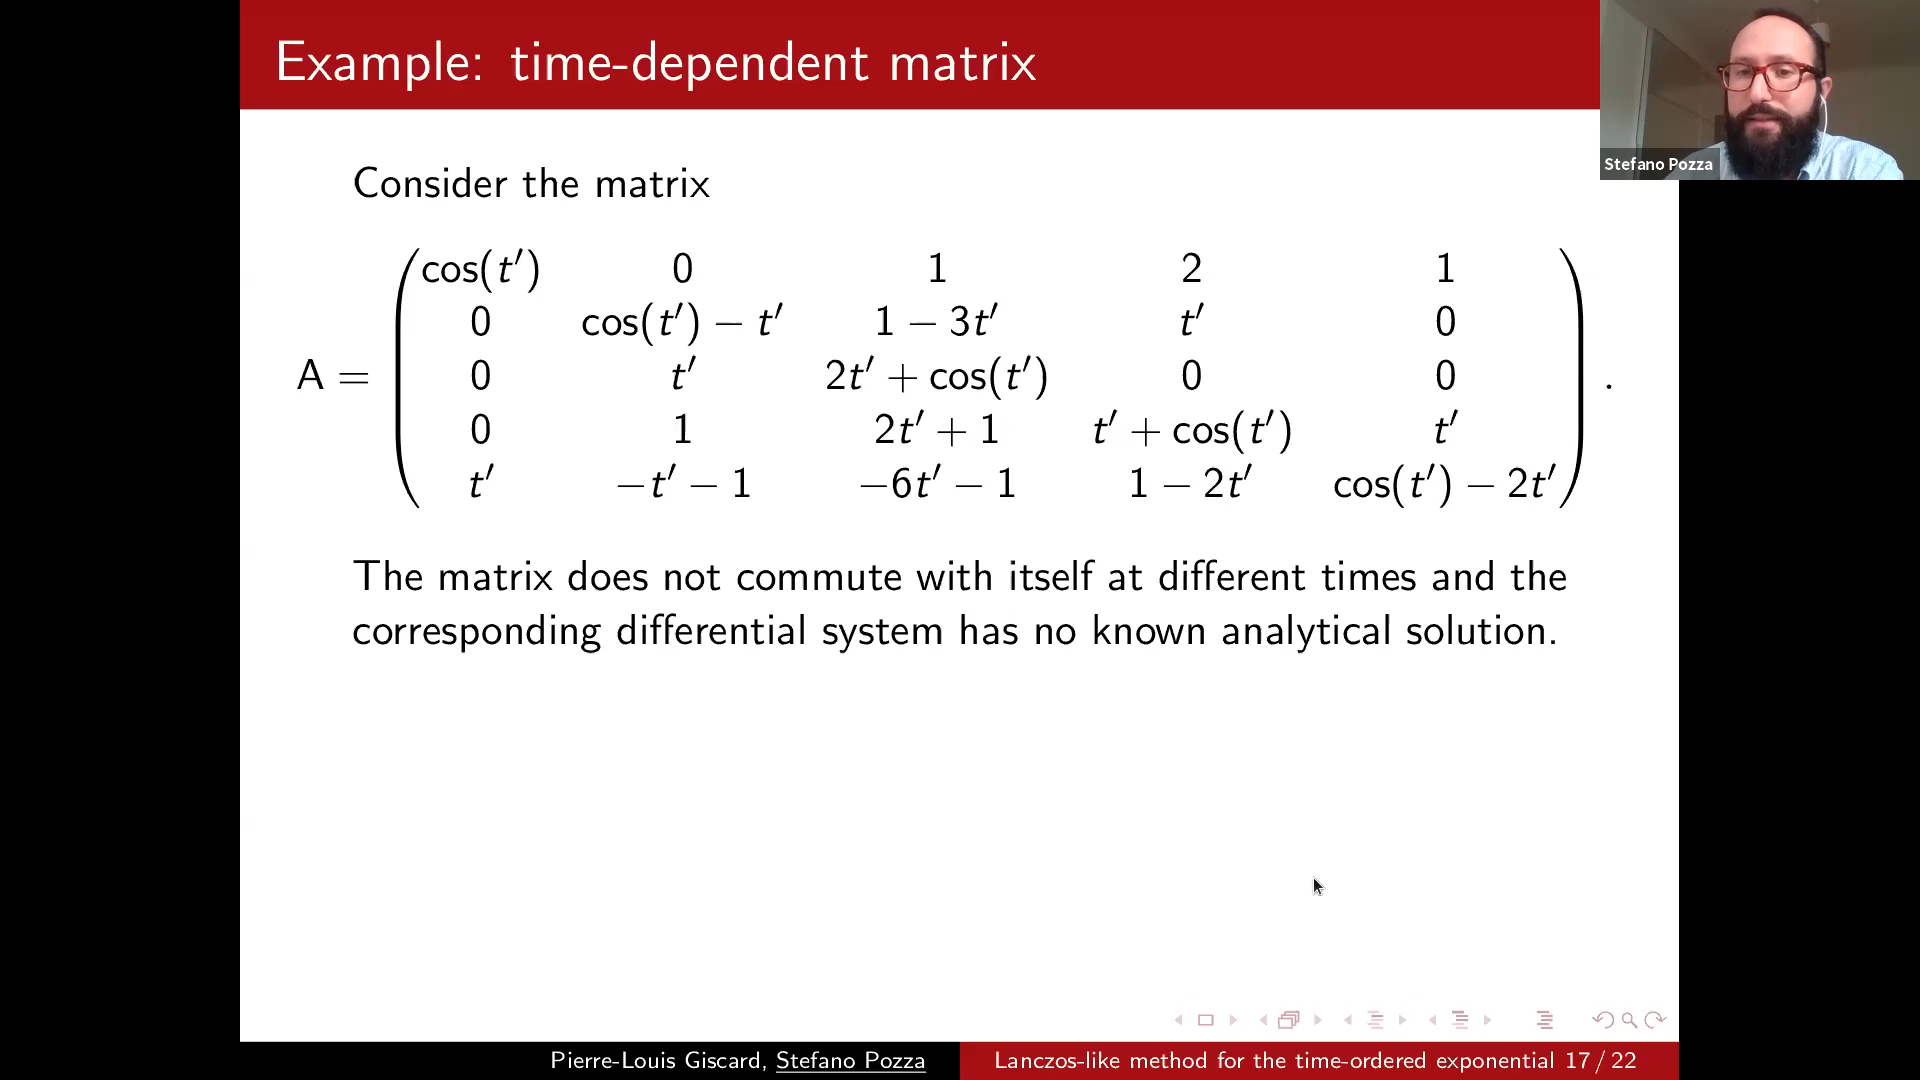 Example: time-dependent matrix
Stefano Pozza
Consider the matrix
cos(t′) 0 1 2 1
0 cos(t′) − t′ 1 − 3t′ t′ 0
A = 0 t′ 2t′ + cos(t′) 0 0 .
0 1 2t′ + 1 t′ + cos(t′) t′
t′ −t′ − 1 −6t′ − 1 1 − 2t′ cos(t′) − 2t′
The matrix does not commute with itself at different times and the
corresponding differential system has no known analytical solution.
Pierre-Louis Giscard, Stefano Pozza Lanczos-like method for the time-ordered exponential 17 / 22